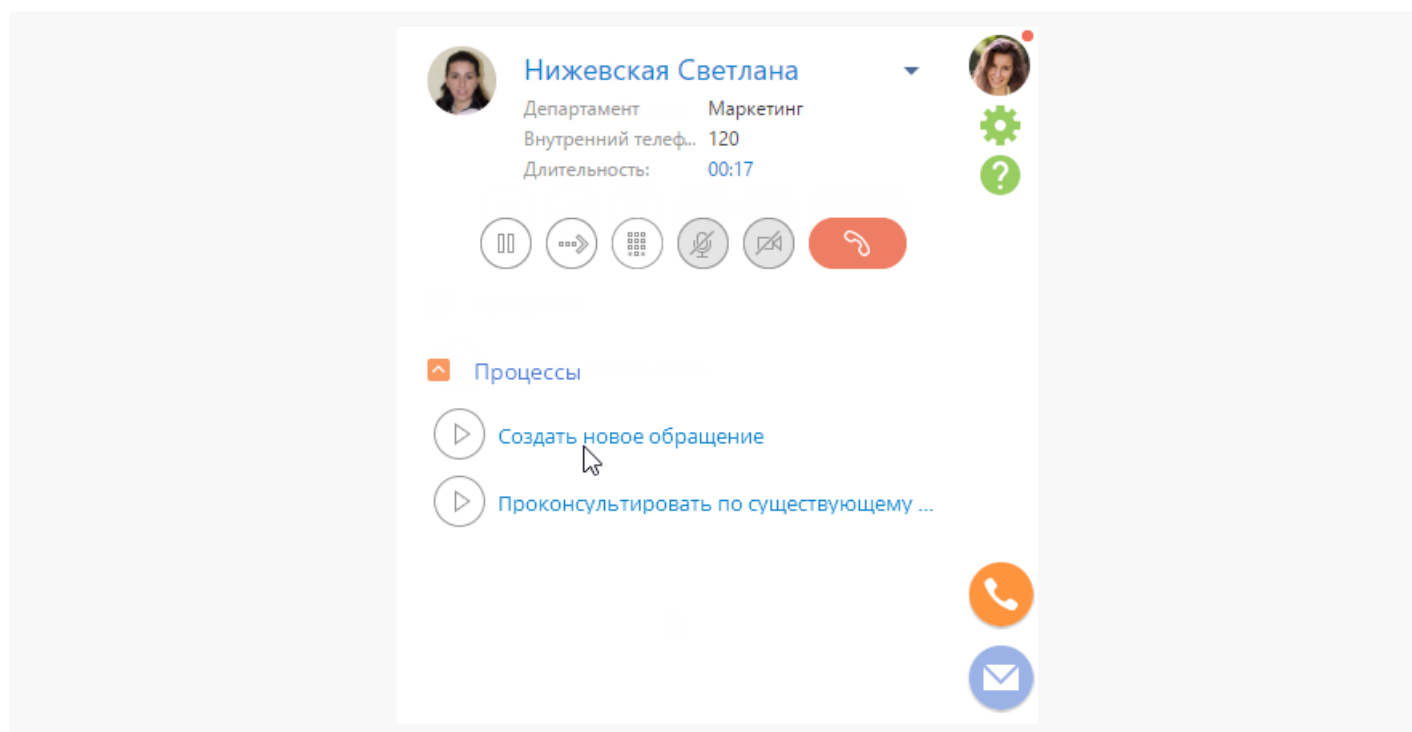 Нижевская Светлана
Департамент Маркетинг
Внутренний телеф... 120
Длительность: 00:17
Процессы
Создать новое обращение
Проконсультировать по существующему ...